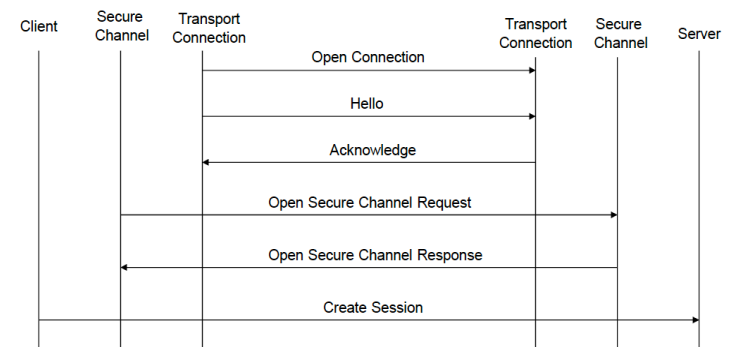 Client
Secure
Channel
Transport
Connection
Transport
Connection
Secure
Channel
Server
Open Connection
Hello
Acknowledge
Open Secure Channel Request
Open Secure Channel Response
Create Session